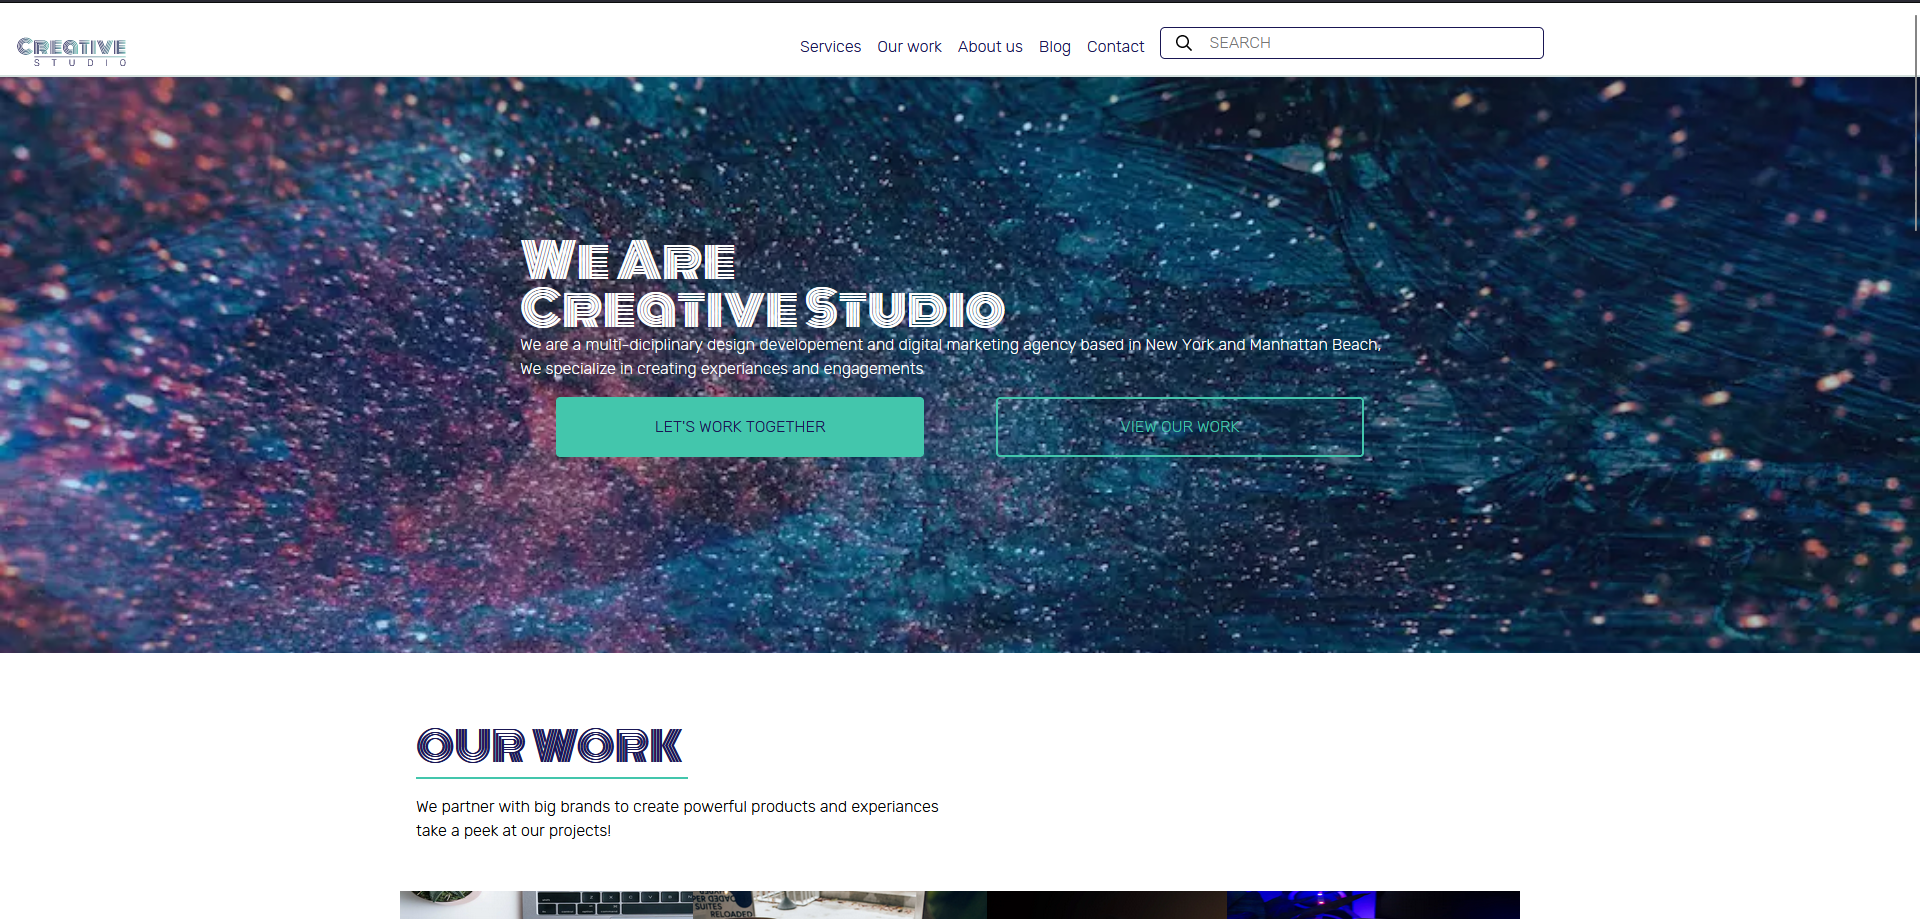 CREATIVE
STUDIO
Services Our work About us Blog Contact SEARCH
WE ARE
CREATIVE STUDIO
We are a multi-diciplinary design developement and digital marketing agency based in New York and Manhattan Beach,
We specialize in creating experiances and engagements
LET'S WORK TOGETHER VIEW OUR WORK
OUR WORK
We partner with big brands to create powerful products and experiances
take a peek at our projects!
SUITES
RELOADED